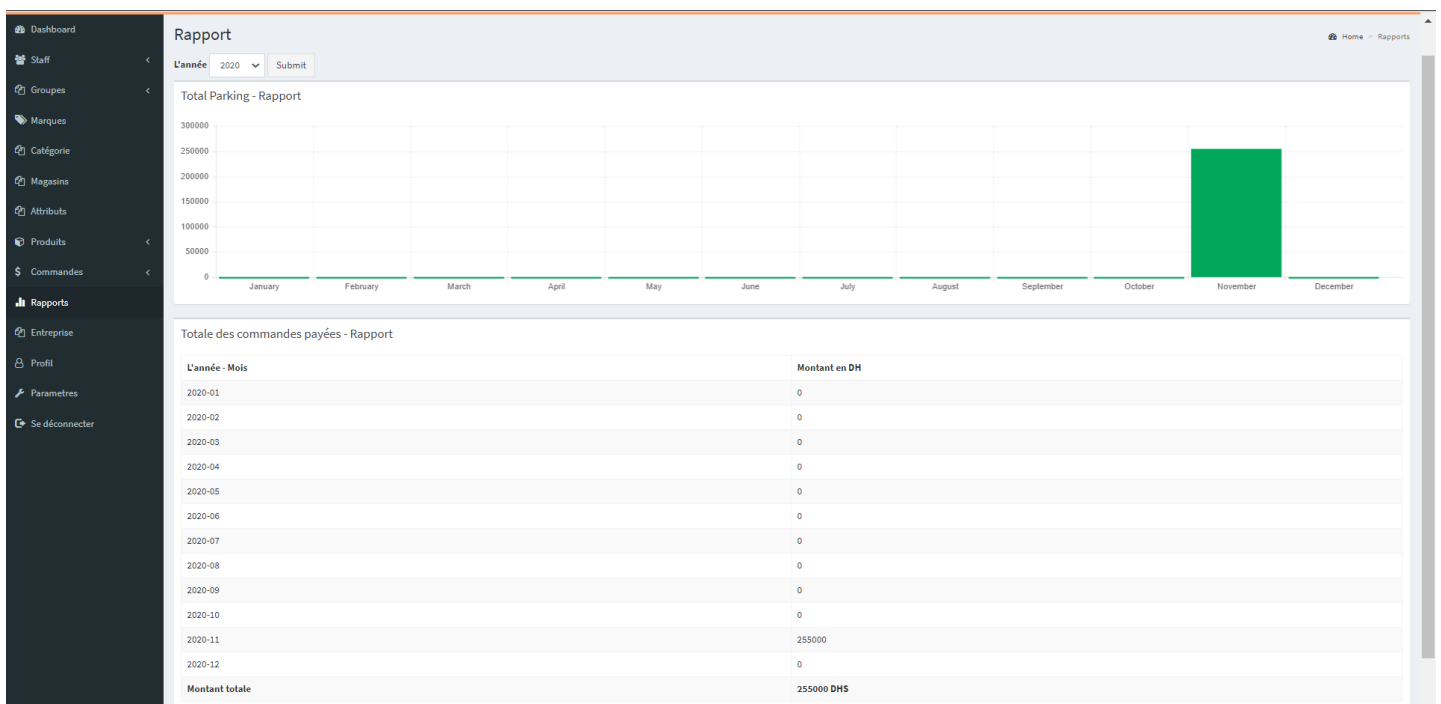 Dashboard
Staff
Groupes
Marques
Catégorie
Magasins
Attributs
Produits
Commandes
Rapports
Entreprise
Profil
Parametres
Se déconnecter
Rapport
Home > Rapports
L'année 2020 Submit
Total Parking - Rapport
300000
250000
200000
150000
100000
50000
0
January February March April May June July August September October November December
Totale des commandes payées - Rapport
L'année - Mois Montant en DH
2020-01 0
2020-02 0
2020-03 0
2020-04 0
2020-05 0
2020-06 0
2020-07 0
2020-08 0
2020-09 0
2020-10 0
2020-11 255000
2020-12 0
Montant totale 255000 DHS